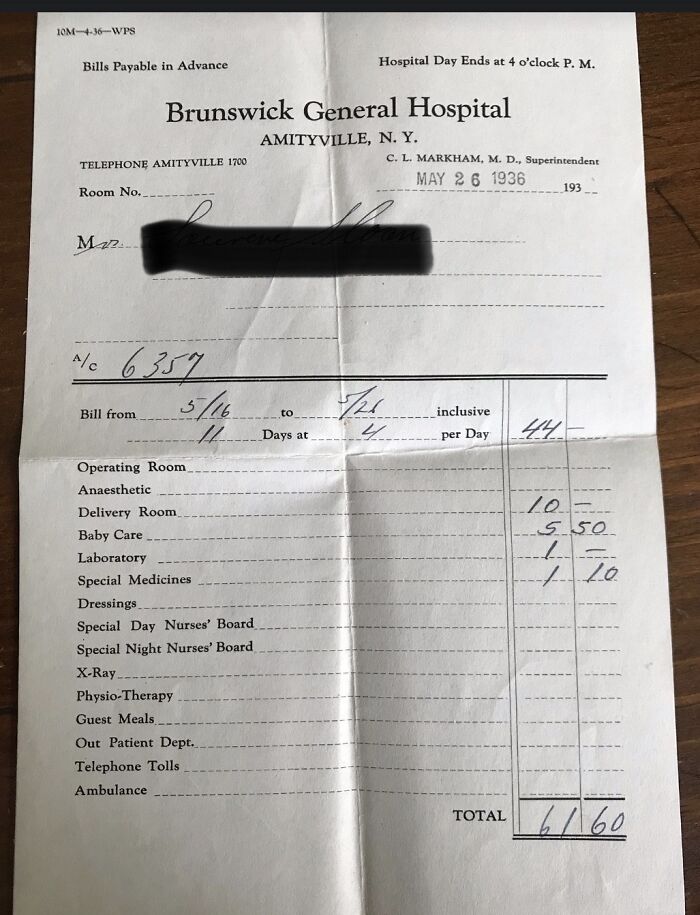 10M—4-36—WPS
Bills Payable in Advance Hospital Day Ends at 4 o'clock P. M.
Brunswick General Hospital
AMITYVILLE, N. Y.
TELEPHONE AMITYVILLE 1700 C. L. MARKHAM, M. D., Superintendent
Room No. MAY 26 1936 193
Mrs.
A/c 6357
Bill from 5/16 to 5/26 inclusive
11 Days at 4 per Day 44 –
Operating Room
Anaesthetic
Delivery Room 10 –
Baby Care 5 50
Laboratory 1 –
Special Medicines 1 10
Dressings
Special Day Nurses' Board
Special Night Nurses' Board
X-Ray
Physio-Therapy
Guest Meals
Out Patient Dept.
Telephone Tolls
Ambulance
TOTAL 61 60